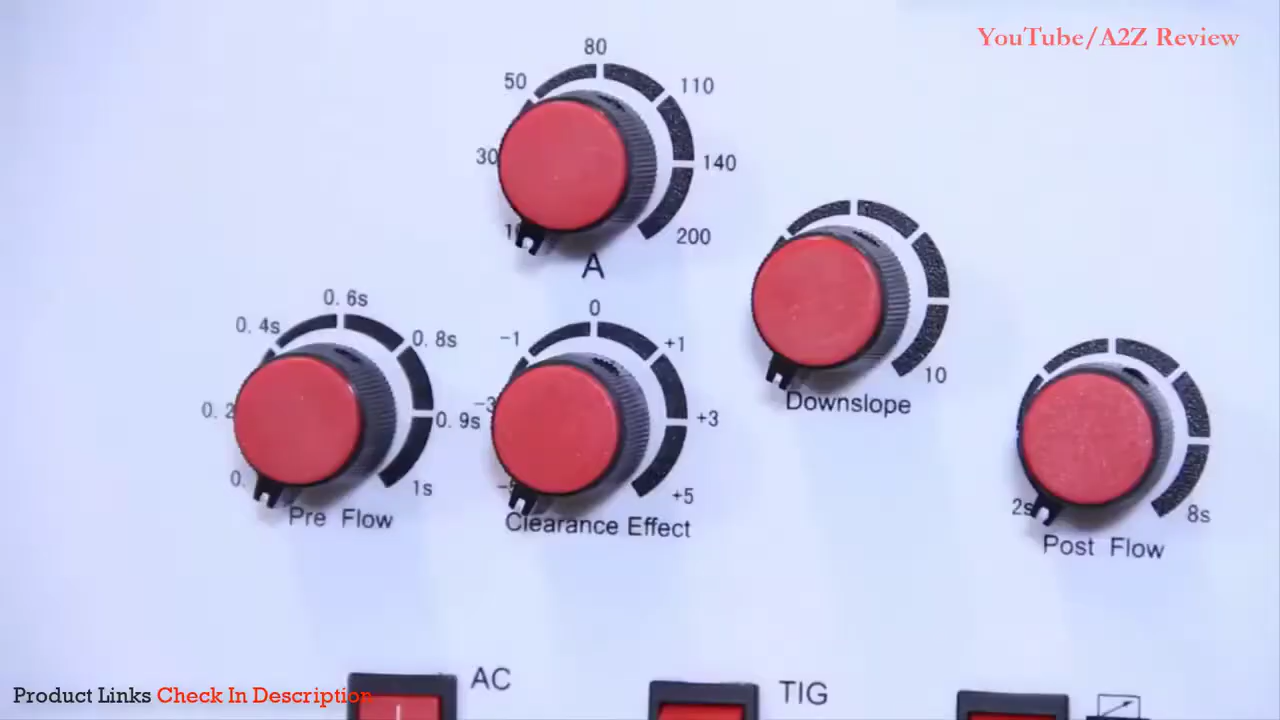 YouTube/A2Z Review
80
50
110
30
140
200
A
10
Downslope
0.6s
0.4s
0.8s
0.9s
1s
Pre Flow
0
-1
+1
-3
+3
+5
Clearance Effect
2s
8s
Post Flow
AC
TIG
Product Links Check In Description